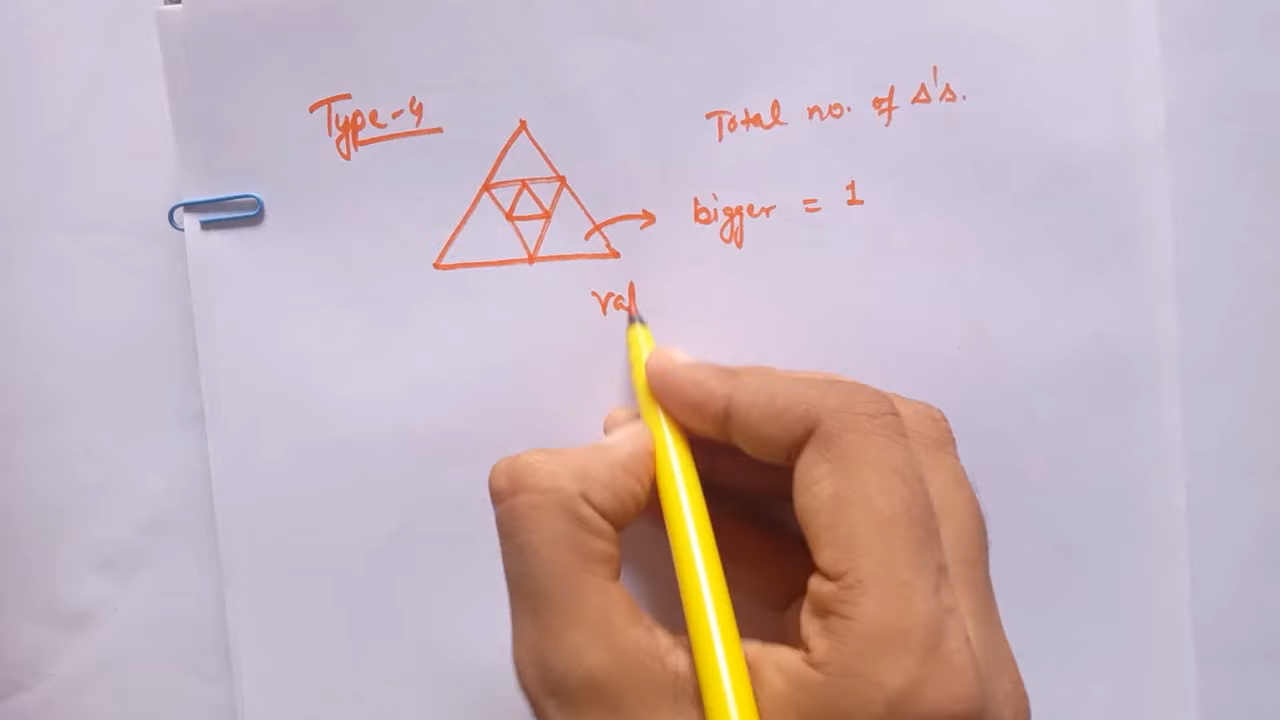 Type-4
Total no. of Δ's.
bigger = 1
val